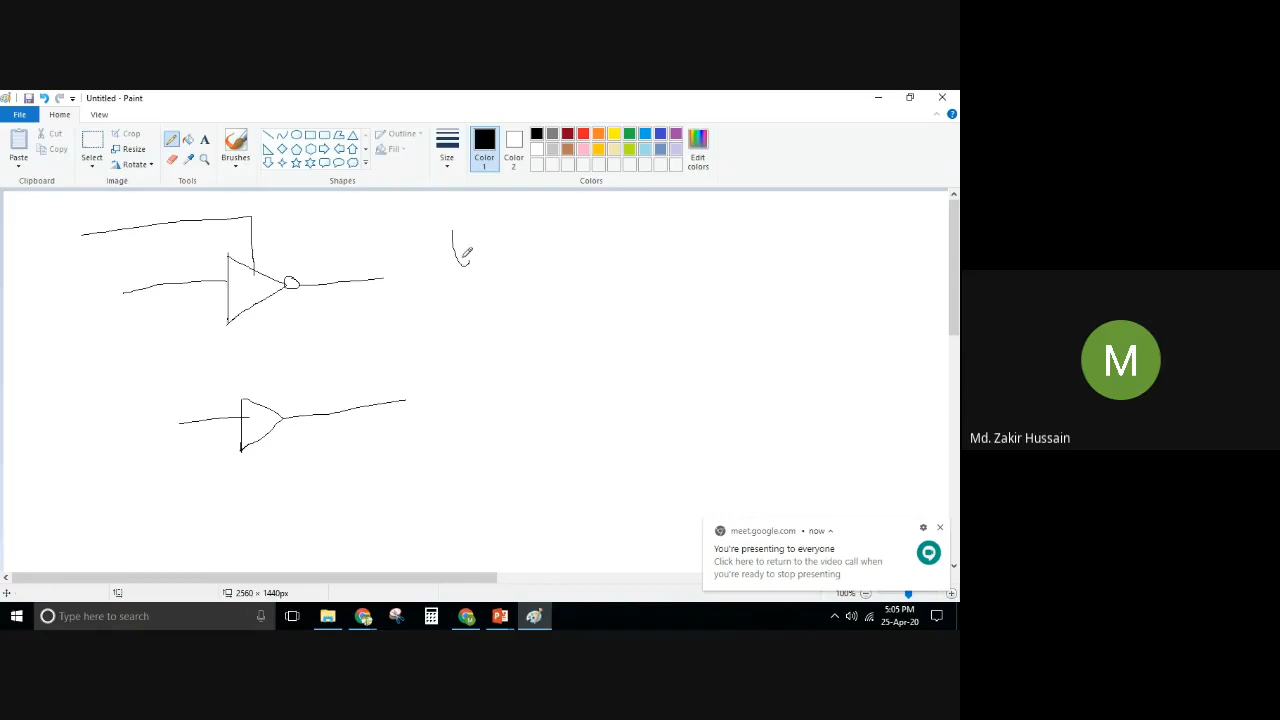 Untitled - Paint
File Home View
Paste
Cut
Copy
Clipboard
Select
Crop
Resize
Rotate
Image
Tools
Brushes
Shapes
Outline
Fill
Size
Color
1
Color
2
Edit
colors
Colors
M
Md. Zakir Hussain
meet.google.com • now
You're presenting to everyone
Click here to return to the video call when
you're ready to stop presenting
2560 × 1440px
100%
Type here to search
5:05 PM
25-Apr-20